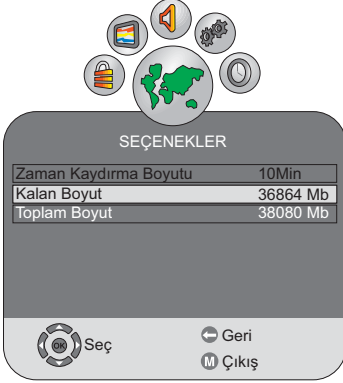 SEÇENEKLER
Zaman Kaydırma Boyutu 10Min
Kalan Boyut 36864 Mb
Toplam Boyut 38080 Mb
OK Seç Geri
M Çıkış